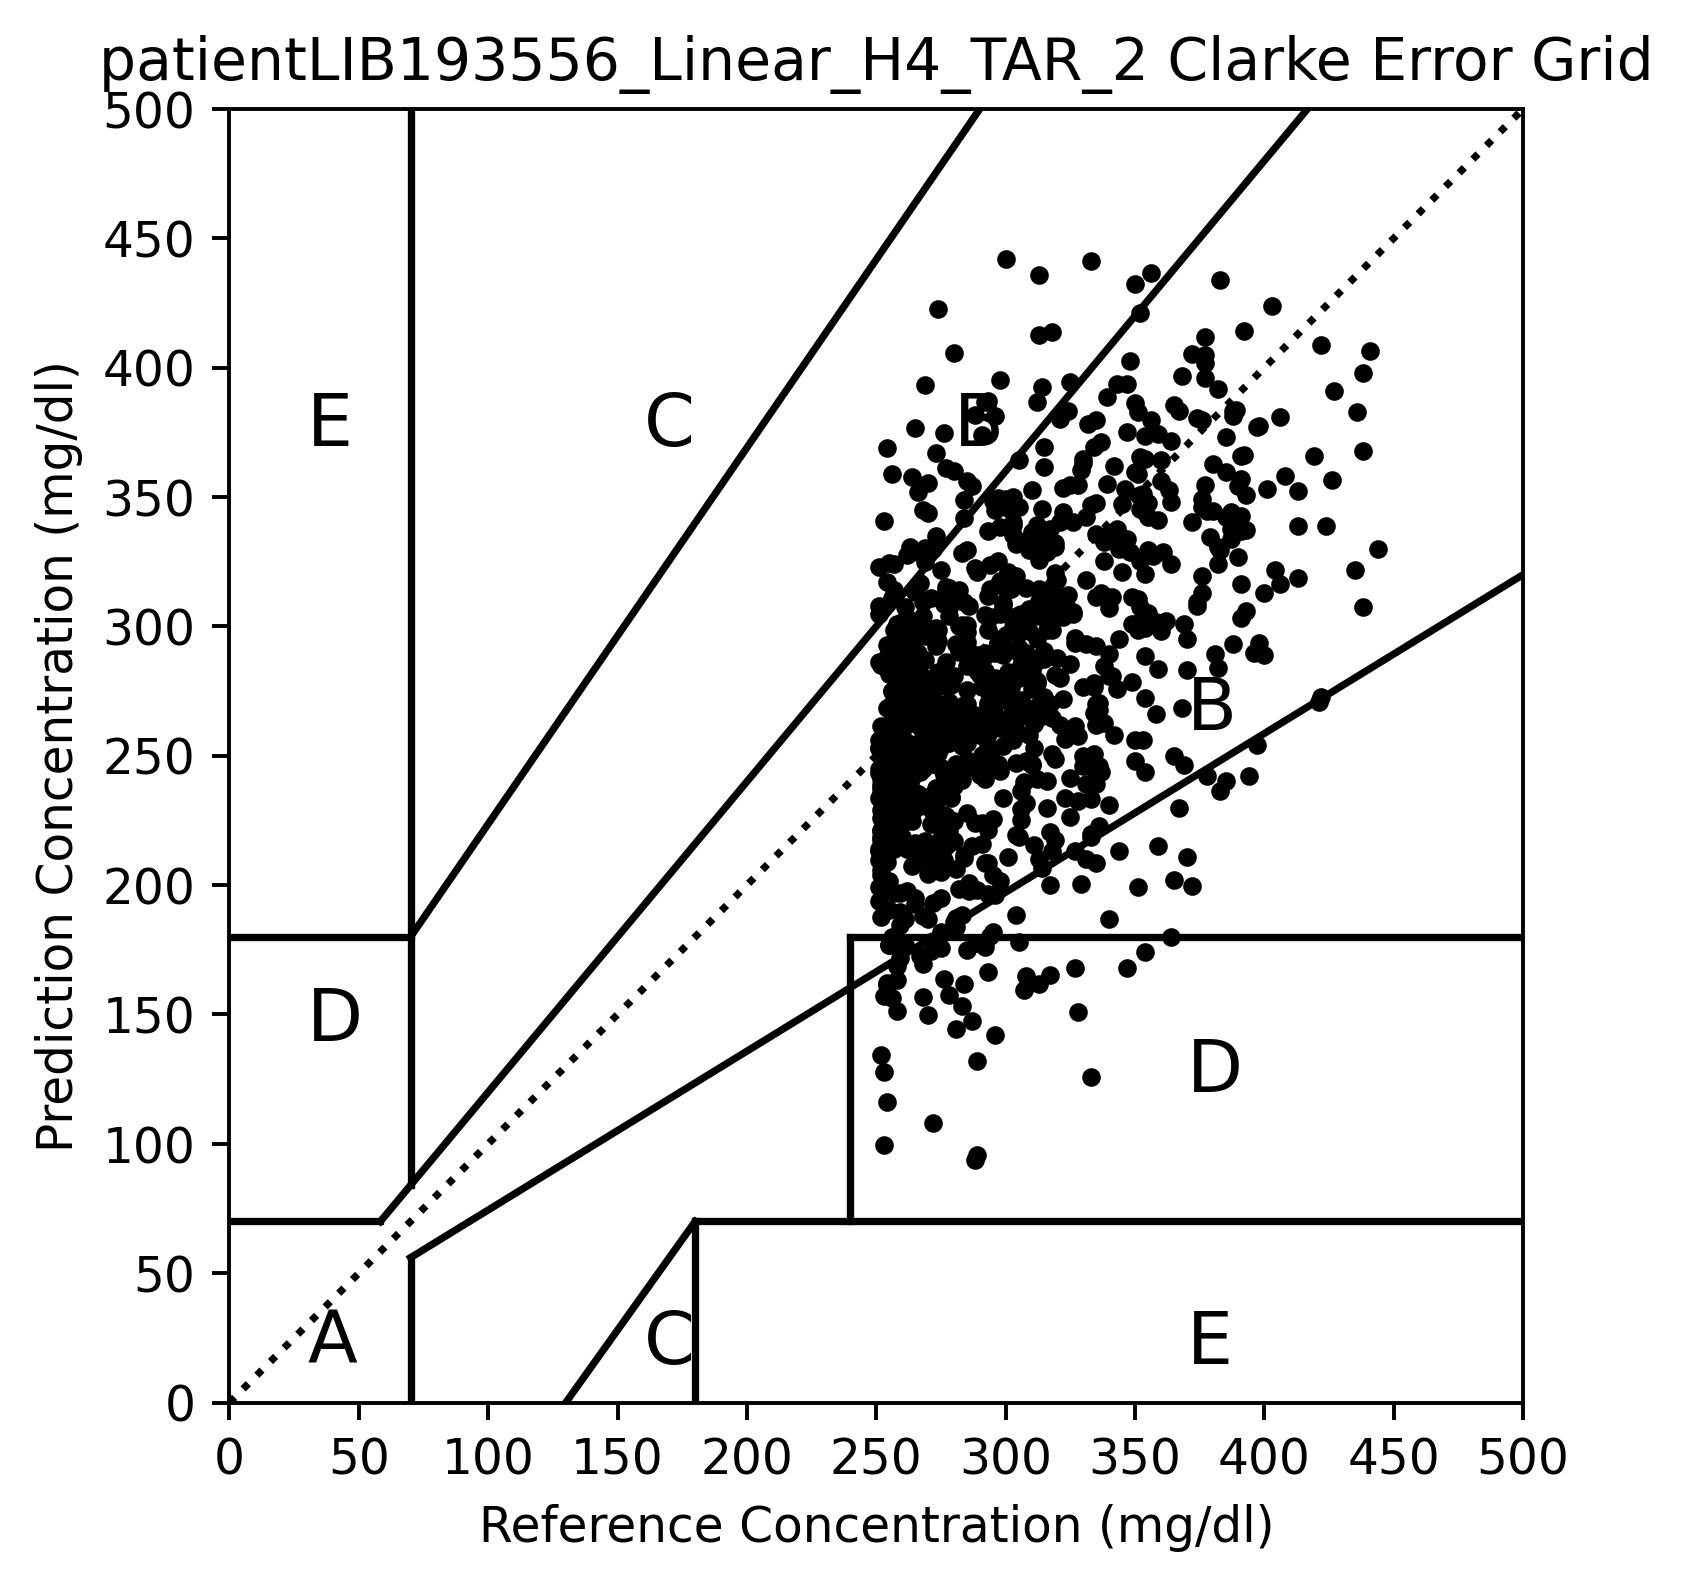 patientLIB193556_Linear_H4_TAR_2 Clarke Error Grid
500
450
400
350
300
250
200
150
100
50
0
Prediction Concentration (mg/dl)
E
C
B
B
D
D
A
C
E
0 50 100 150 200 250 300 350 400 450 500
Reference Concentration (mg/dl)